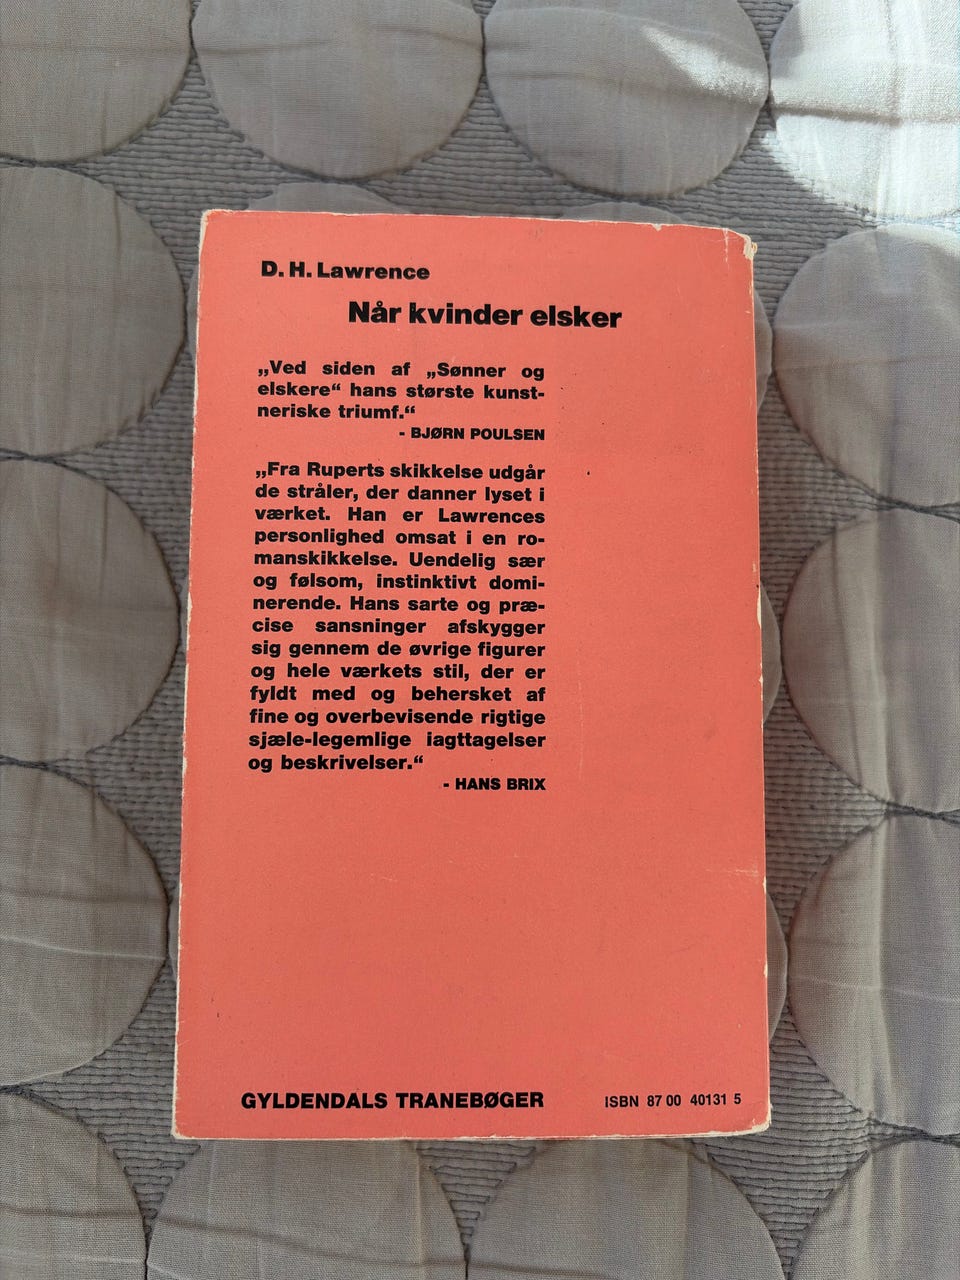 D. H. Lawrence
Når kvinder elsker
„Ved siden af „Sønner og
elskere“ hans største kunst-
neriske triumf.“
- BJØRN POULSEN
„Fra Ruperts skikkelse udgår
de stråler, der danner lyset i
værket. Han er Lawrences
personlighed omsat i en ro-
manskikkelse. Uendelig sær
og følsom, instinktivt domi-
nerende. Hans sarte og præ-
cise sansninger afskygger
sig gennem de øvrige figurer
og hele værkets stil, der er
fyldt med og behersket af
fine og overbevisende rigtige
sjæle-legemlige iagttagelser
og beskrivelser.“
- HANS BRIX
GYLDENDALS TRANEBØGER
ISBN 87 00 40131 5